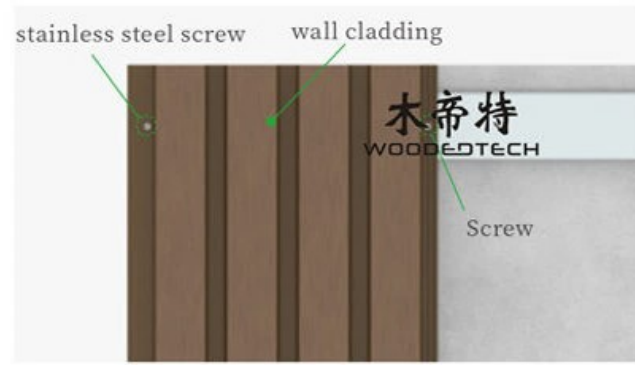 stainless steel screw
wall cladding
木帝特
WOODEDTECH
Screw